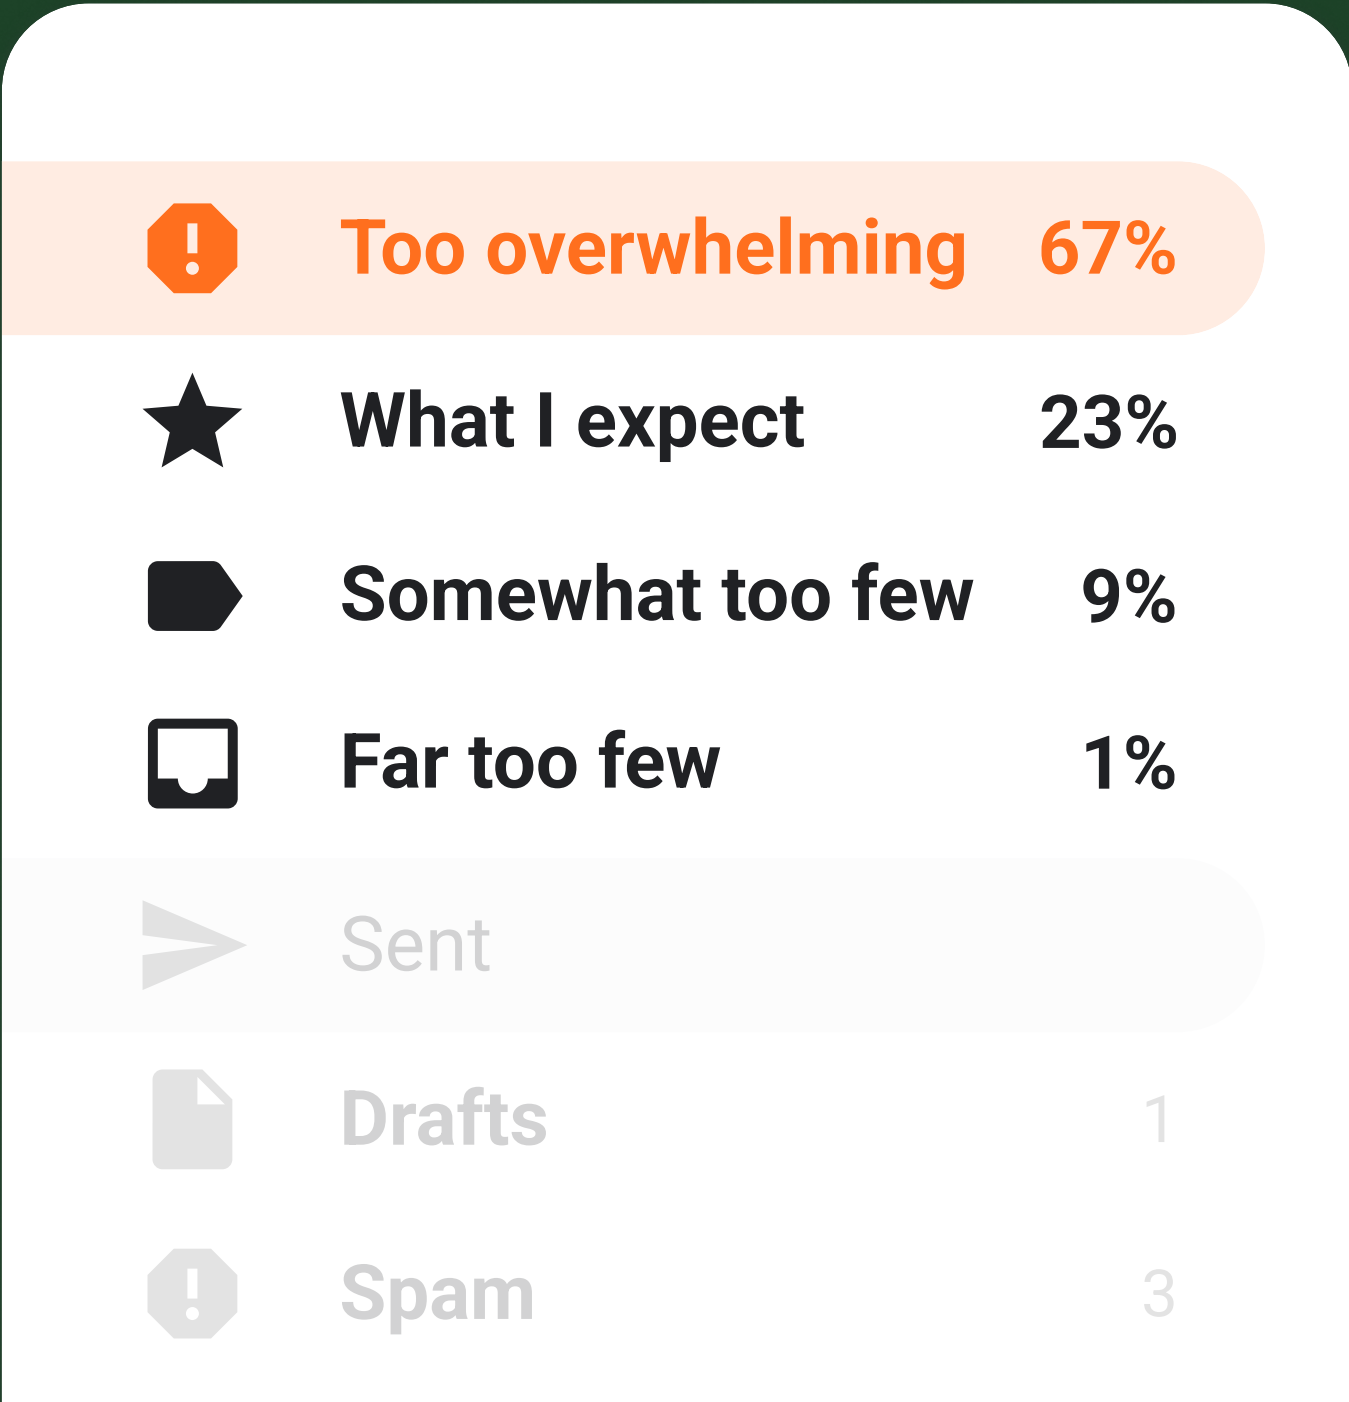 Too overwhelming 67%
What I expect 23%
Somewhat too few 9%
Far too few 1%
Sent
Drafts 1
Spam 3